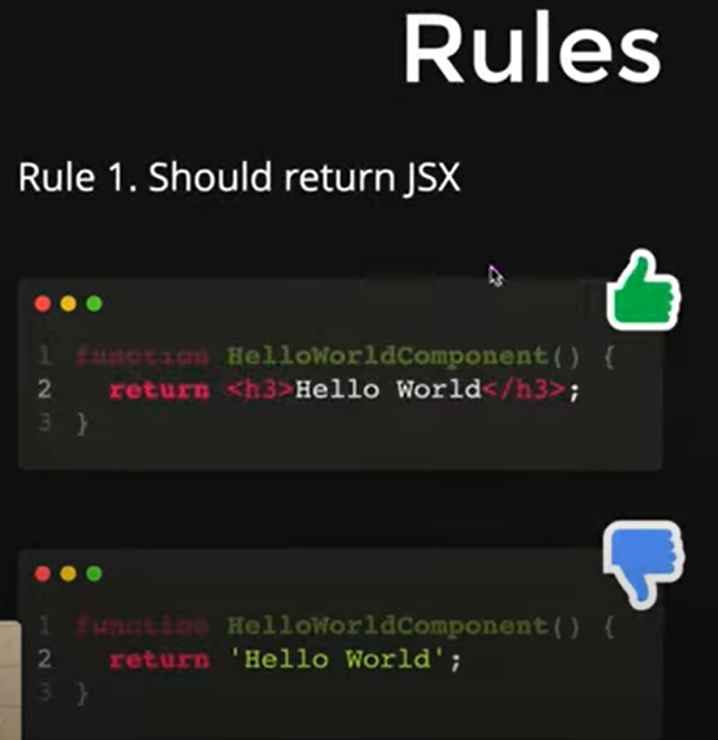 Rules
Rule 1. Should return JSX
1 function HelloWorldComponent() {
2 return <h3>Hello World</h3>;
3 }
1 function HelloWorldComponent() {
2 return 'Hello World';
3 }